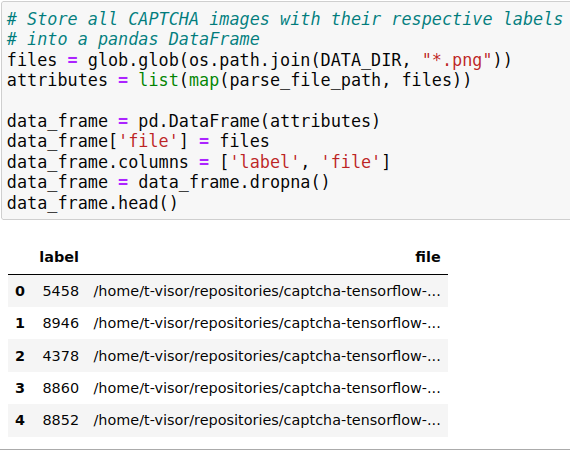 # Store all CAPTCHA images with their respective labels
# into a pandas DataFrame
files = glob.glob(os.path.join(DATA_DIR, "*.png"))
attributes = list(map(parse_file_path, files))
data_frame = pd.DataFrame(attributes)
data_frame['file'] = files
data_frame.columns = ['label', 'file']
data_frame = data_frame.dropna()
data_frame.head()
label file
0 5458 /home/t-visor/repositories/captcha-tensorflow-...
1 8946 /home/t-visor/repositories/captcha-tensorflow-...
2 4378 /home/t-visor/repositories/captcha-tensorflow-...
3 8860 /home/t-visor/repositories/captcha-tensorflow-...
4 8852 /home/t-visor/repositories/captcha-tensorflow-...